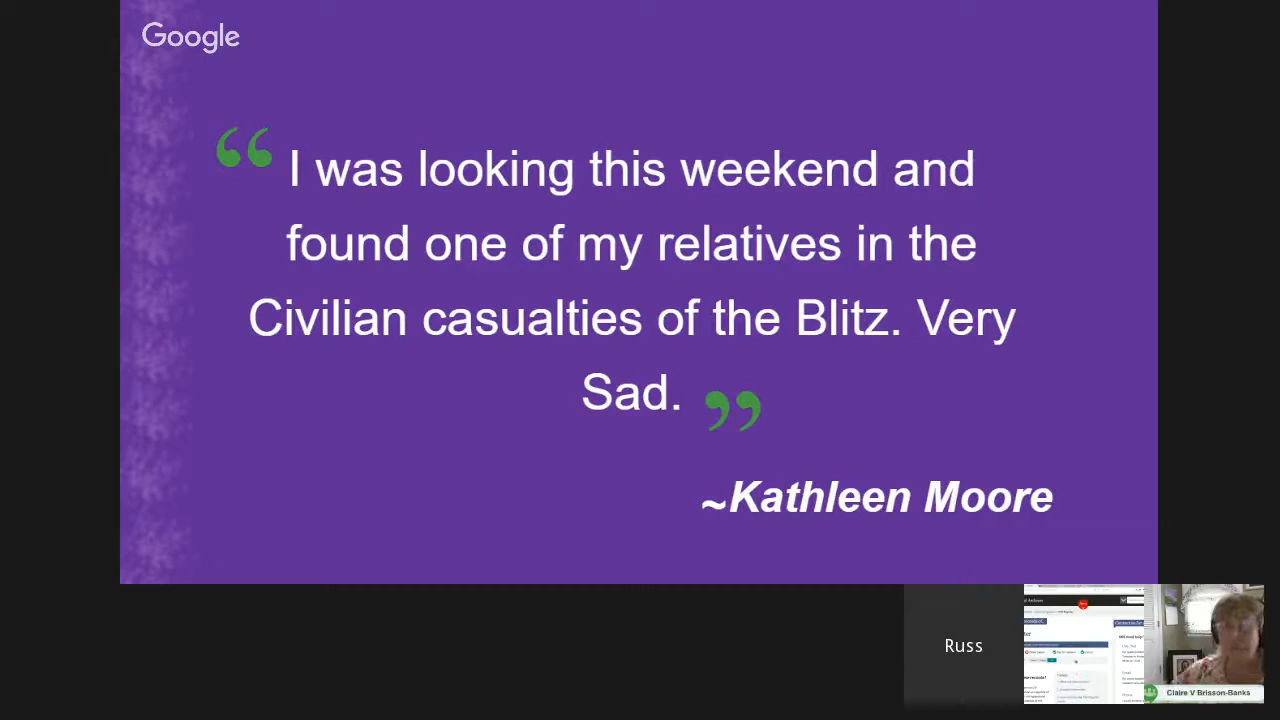 Google
“ I was looking this weekend and
found one of my relatives in the
Civilian casualties of the Blitz. Very
Sad. ”
~Kathleen Moore
Russ
Claire V Brisson-Banks